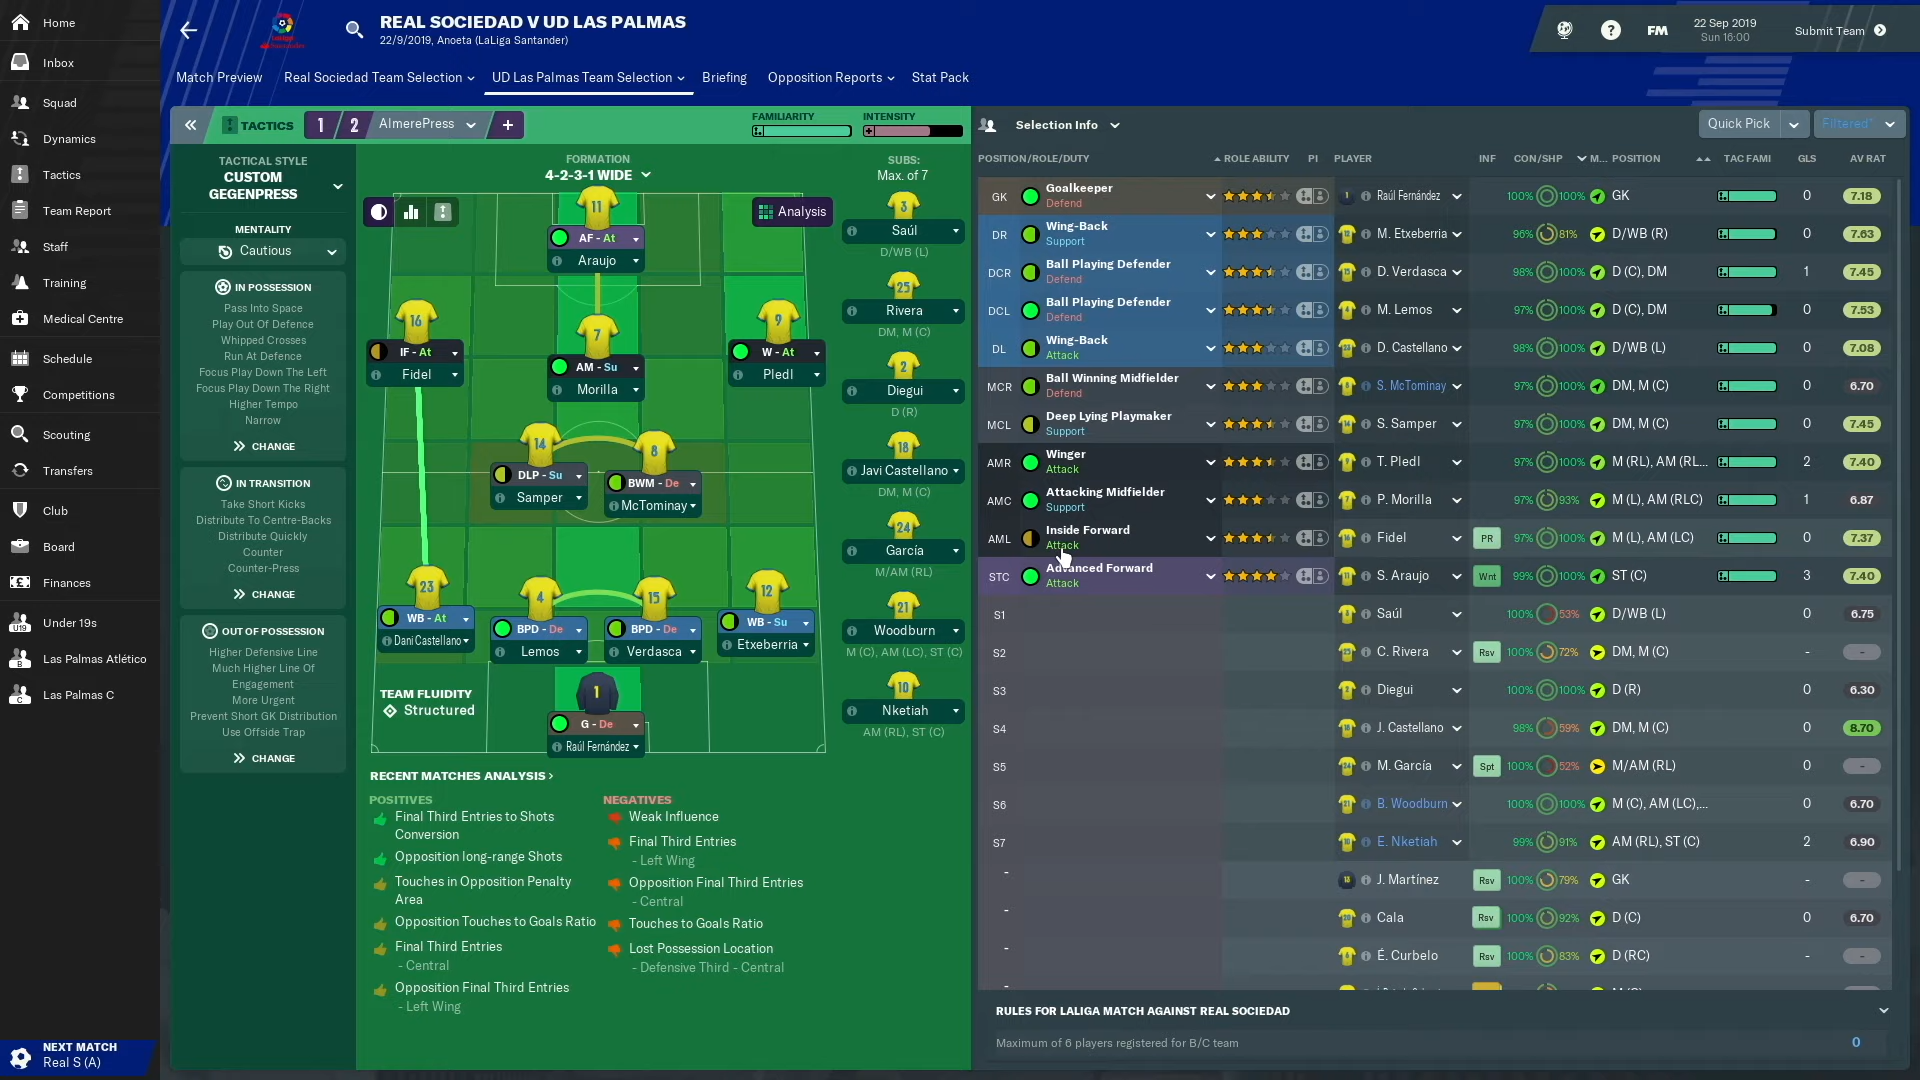 Home
Inbox
Squad
Dynamics
Tactics
Team Report
Staff
Training
Medical Centre
Schedule
Competitions
Scouting
Transfers
Club
Board
Finances
U19 Under 19s
B Las Palmas Atlético
C Las Palmas C
NEXT MATCH
Real S (A)
REAL SOCIEDAD V UD LAS PALMAS
22/9/2019, Anoeta (LaLiga Santander)
FM
22 Sep 2019
Sun 16:00
Submit Team
Match Preview
Real Sociedad Team Selection
UD Las Palmas Team Selection
Briefing
Opposition Reports
Stat Pack
TACTICS
1
2
AlmerePress
+
FAMILIARITY
INTENSITY
TACTICAL STYLE
CUSTOM
GEGENPRESS
MENTALITY
Cautious
IN POSSESSION
Pass Into Space
Play Out Of Defence
Whipped Crosses
Run At Defence
Focus Play Down The Left
Focus Play Down The Right
Higher Tempo
Narrow
CHANGE
IN TRANSITION
Take Short Kicks
Distribute To Centre-Backs
Distribute Quickly
Counter
Counter-Press
CHANGE
OUT OF POSSESSION
Higher Defensive Line
Much Higher Line Of
Engagement
More Urgent
Prevent Short GK Distribution
Use Offside Trap
CHANGE
FORMATION
4-2-3-1 WIDE
Analysis
11
AF - At
Araujo
16
IF - At
Fidel
7
AM - Su
Morilla
9
W - At
Pledl
14
DLP - Su
Samper
8
BWM - De
McTominay
23
WB - At
Dani Castellano
4
BPD - De
Lemos
15
BPD - De
Verdasca
12
WB - Su
Etxeberria
1
G - De
Raúl Fernández
TEAM FLUIDITY
Structured
SUBS:
Max. of 7
3
Saúl
D/WB (L)
25
Rivera
DM, M (C)
2
Diegui
D (R)
18
Javi Castellano
DM, M (C)
24
García
M/AM (RL)
21
Woodburn
M (C), AM (LC), ST (C)
10
Nketiah
AM (RL), ST (C)
RECENT MATCHES ANALYSIS >
POSITIVES
Final Third Entries to Shots
Conversion
Opposition long-range Shots
Touches in Opposition Penalty
Area
Opposition Touches to Goals Ratio
Final Third Entries
- Central
Opposition Final Third Entries
- Left Wing
NEGATIVES
Weak Influence
Final Third Entries
- Left Wing
Opposition Final Third Entries
- Central
Touches to Goals Ratio
Lost Possession Location
- Defensive Third - Central
Selection Info
Quick Pick
Filtered*
POSITION/ROLE/DUTY ROLE ABILITY PI PLAYER INF CON/SHP M... POSITION TAC FAMI GLS AV RAT
GK Goalkeeper Defend Raúl Fernández 100% 100% GK 0 7.18
DR Wing-Back Support M. Etxeberria 96% 81% D/WB (R) 0 7.63
DCR Ball Playing Defender Defend D. Verdasca 98% 100% D (C), DM 1 7.45
DCL Ball Playing Defender Defend M. Lemos 97% 100% D (C), DM 0 7.53
DL Wing-Back Attack D. Castellano 98% 100% D/WB (L) 0 7.08
MCR Ball Winning Midfielder Defend S. McTominay 97% 100% DM, M (C) 0 6.70
MCL Deep Lying Playmaker Support S. Samper 97% 100% DM, M (C) 0 7.45
AMR Winger Attack T. Pledl 97% 100% M (RL), AM (RL... 2 7.40
AMC Attacking Midfielder Support P. Morilla 97% 93% M (L), AM (RLC) 1 6.87
AML Inside Forward Attack Fidel PR 97% 100% M (L), AM (LC) 0 7.37
STC Advanced Forward Attack S. Araujo Wnt 99% 100% ST (C) 3 7.40
S1 Saúl 100% 53% D/WB (L) 0 6.75
S2 C. Rivera Rsv 100% 72% DM, M (C) - -
S3 Diegui 100% 100% D (R) 0 6.30
S4 J. Castellano 98% 59% DM, M (C) 0 8.70
S5 M. García Spt 100% 52% M/AM (RL) - -
S6 B. Woodburn 100% 100% M (C), AM (LC),... 0 6.70
S7 E. Nketiah 99% 91% AM (RL), ST (C) 2 6.90
- J. Martínez Rsv 100% 79% GK - -
- Cala Rsv 100% 92% D (C) 0 6.70
- É. Curbelo Rsv 100% 83% D (RC) - -
RULES FOR LALIGA MATCH AGAINST REAL SOCIEDAD
Maximum of 6 players registered for B/C team 0